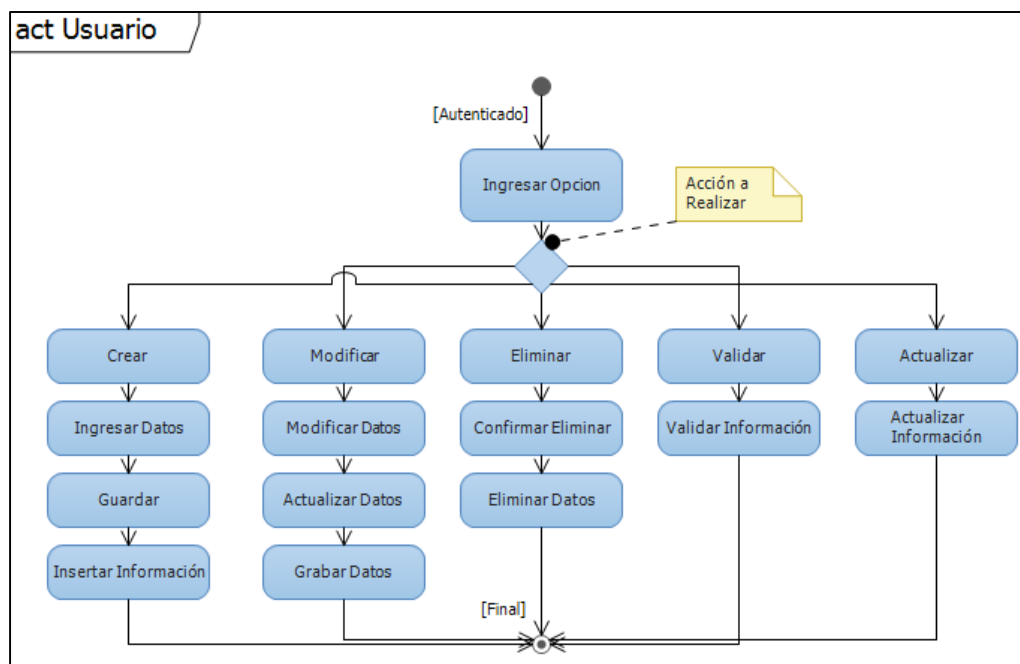 act Usuario
[Autenticado]
Ingresar Opcion
Acción a
Realizar
Crear
Modificar
Eliminar
Validar
Actualizar
Ingresar Datos
Modificar Datos
Confirmar Eliminar
Validar Información
Actualizar
Información
Guardar
Actualizar Datos
Eliminar Datos
Insertar Información
Grabar Datos
[Final]